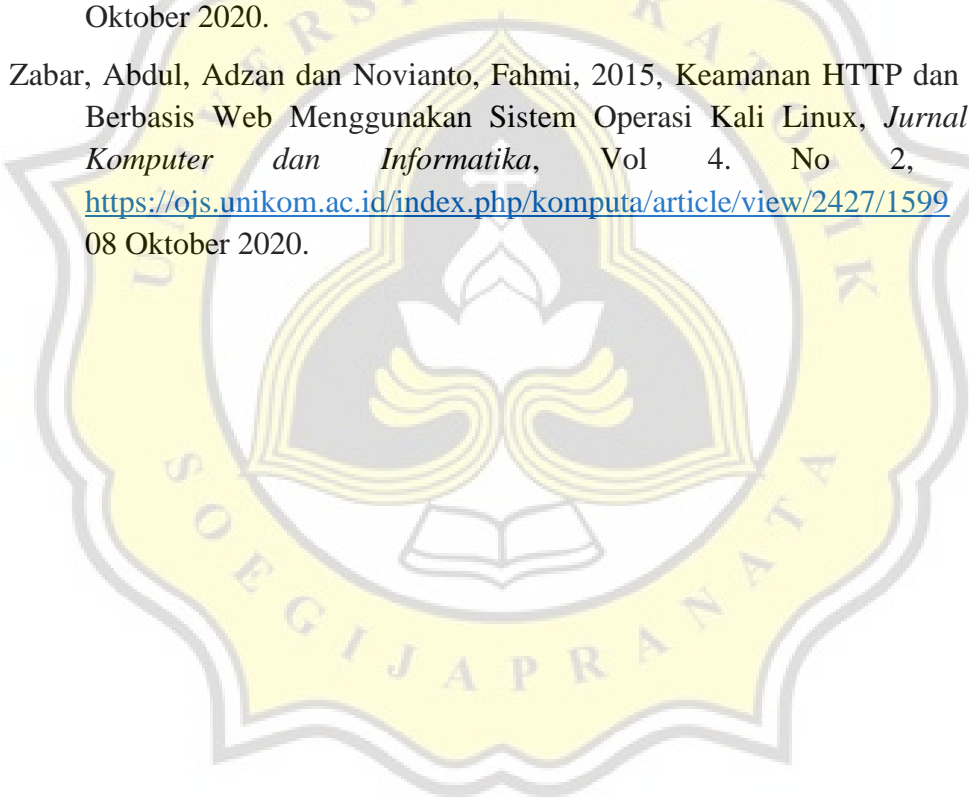 Oktober 2020.
Zabar, Abdul, Adzan dan Novianto, Fahmi, 2015, Keamanan HTTP dan
Berbasis Web Menggunakan Sistem Operasi Kali Linux, Jurnal
Komputer dan Informatika, Vol 4. No 2,
https://ojs.unikom.ac.id/index.php/komputa/article/view/2427/1599
08 Oktober 2020.
SOEGIJAPRANATA